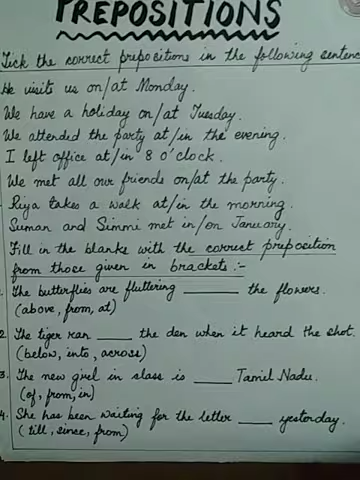 PREPOSITIONS
Tick the correct prepositions in the following sentence
He visits us on/at Monday.
We have a holiday on/at Tuesday.
We attended the party at/in the evening.
I left office at/in 8 o'clock.
We met all our friends on/at the party.
Riya takes a walk at/in the morning.
Suman and Simmi met in/on January.
Fill in the blanks with the correct preposition
from those given in brackets:-
The butterflies are fluttering ______ the flowers.
(above, from, at)
2. The tiger ran ____ the den when it heard the shot.
(below, into, across)
3. The new girl in class is ____ Tamil Nadu.
(of, from, in)
4. She has been waiting for the letter ___ yesterday.
(till, since, from)